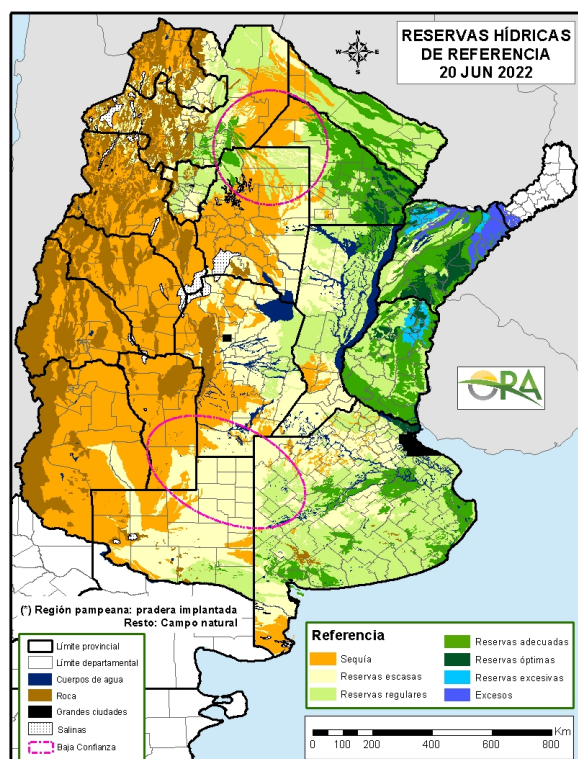 RESERVAS HÍDRICAS
DE REFERENCIA
20 JUN 2022
N
W
E
S
ORA
(*) Región pampeana: pradera implantada
Resto: Campo natural
Límite provincial
Límite departamental
Cuerpos de agua
Roca
Grandes ciudades
Salinas
Baja Confianza
Referencia
Sequía
Reservas escasas
Reservas regulares
Reservas adecuadas
Reservas óptimas
Reservas excesivas
Excesos
Km
0 100 200 400 600 800